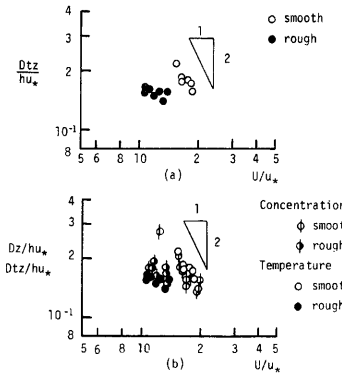 4
3
2
10⁻¹
8
Dtz
hu*
1
2
smooth
rough
5 6 8 10 2 3 4 5
(a) U/u*
4
3
2
10⁻¹
8
Dz/hu*
Dtz/hu*
1
2
Concentration
smoot
rough
Temperature
smoot
rough
5 6 8 10 2 3 4 5
(b) U/u*